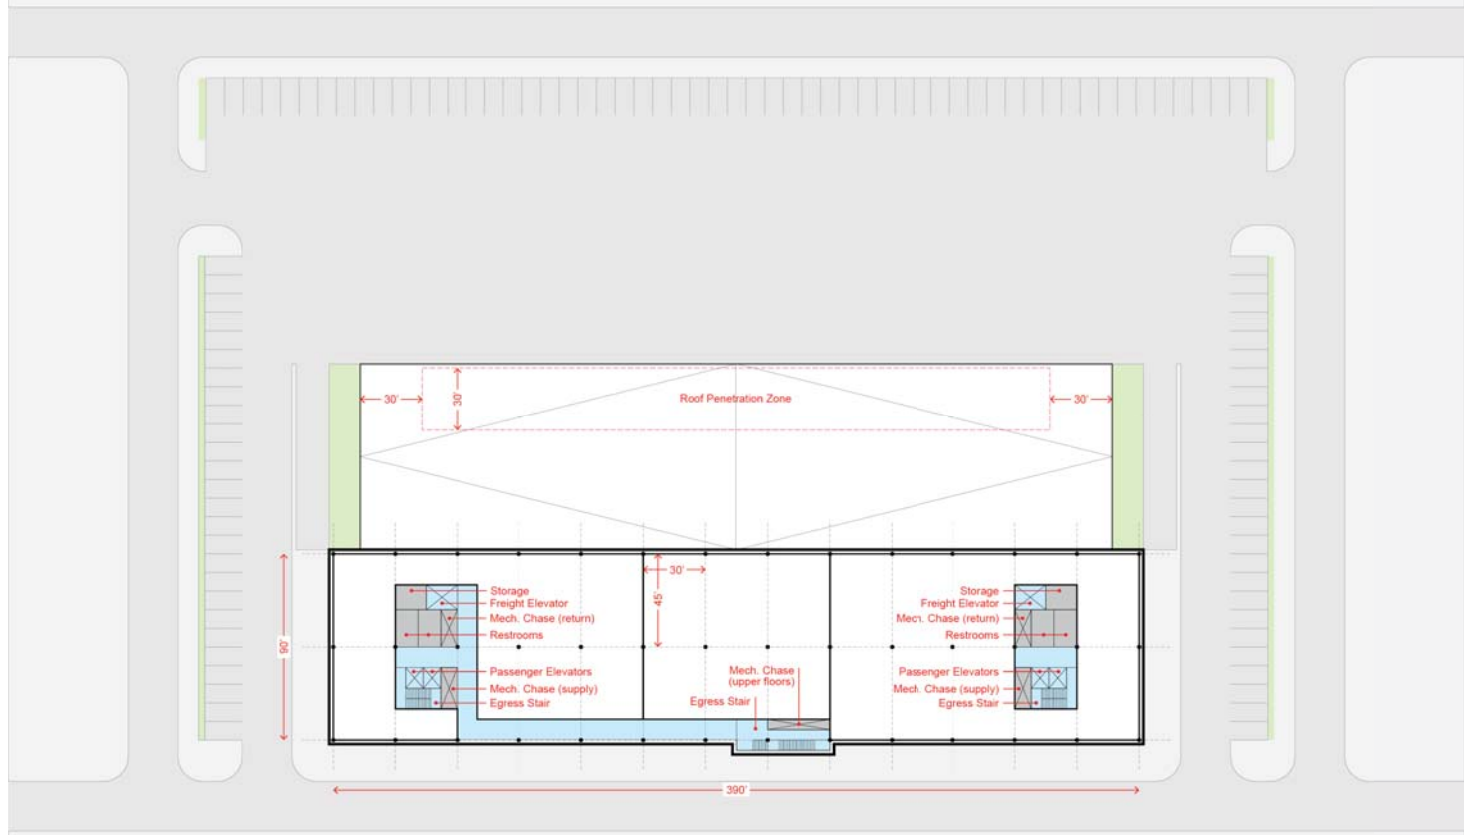 30'
30'
Roof Penetration Zone
30'
30'
45'
90'
Storage
Freight Elevator
Mech. Chase (return)
Restrooms
Passenger Elevators
Mech. Chase (supply)
Egress Stair
Mech. Chase
(upper floors)
Egress Stair
Storage
Freight Elevator
Mech. Chase (return)
Restrooms
Passenger Elevators
Mech. Chase (supply)
Egress Stair
390'